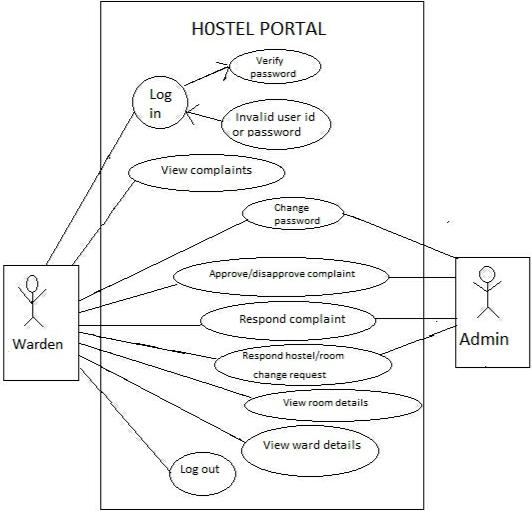 H0STEL PORTAL
Verify
password
Log
in
Invalid user id
or password
View complaints
Change
password
Approve/disapprove complaint
Respond complaint
Warden
Admin
Respond hostel/room
change request
View room details
View ward details
Log out